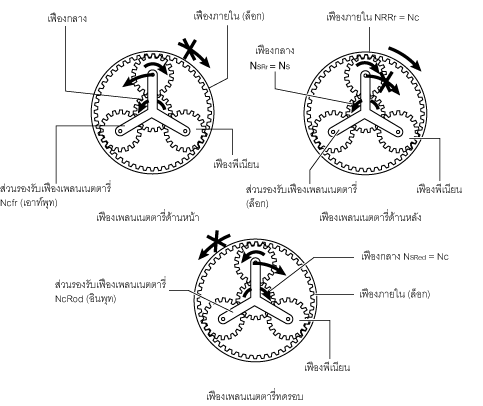 เฟืองกลาง
เฟืองภายใน (ล็อก)
เฟืองภายใน NRRr = Nc
เฟืองกลาง
NSRr = NS
เฟืองพีเนียน
ส่วนรองรับเฟืองเพลนเนตตารี่
Ncfr (เอาท์พุท)
ส่วนรองรับเฟืองเพลนเนตตารี่
(ล็อก)
เฟืองพีเนียน
เฟืองเพลนเนตตารี่ด้านหน้า
เฟืองเพลนเนตตารี่ด้านหลัง
เฟืองกลาง NSRed = Nc
ส่วนรองรับเฟืองเพลนเนตตารี่
NcRod (อินพุท)
เฟืองภายใน (ล็อก)
เฟืองพีเนียน
เฟืองเพลนเนตตารี่ทดรอบ